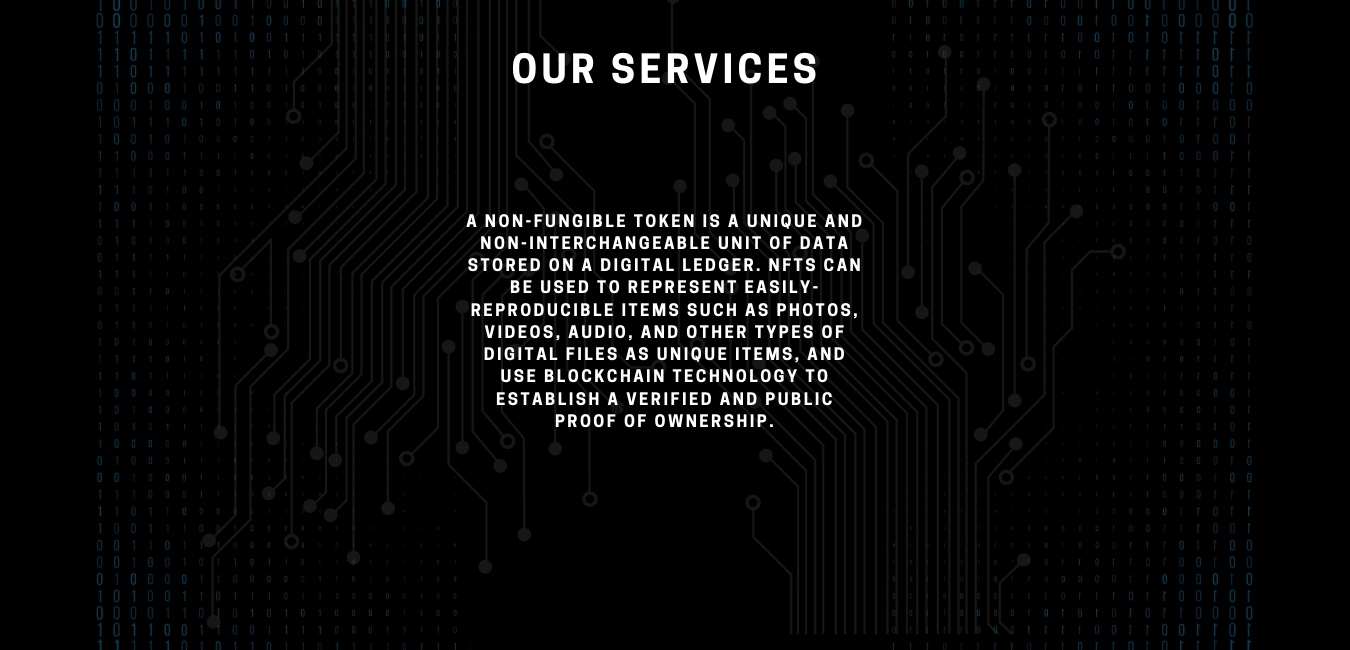 OUR SERVICES
A NON-FUNGIBLE TOKEN IS A UNIQUE AND
NON-INTERCHANGEABLE UNIT OF DATA
STORED ON A DIGITAL LEDGER. NFTS CAN
BE USED TO REPRESENT EASILY-
REPRODUCIBLE ITEMS SUCH AS PHOTOS,
VIDEOS, AUDIO, AND OTHER TYPES OF
DIGITAL FILES AS UNIQUE ITEMS, AND
USE BLOCKCHAIN TECHNOLOGY TO
ESTABLISH A VERIFIED AND PUBLIC
PROOF OF OWNERSHIP.